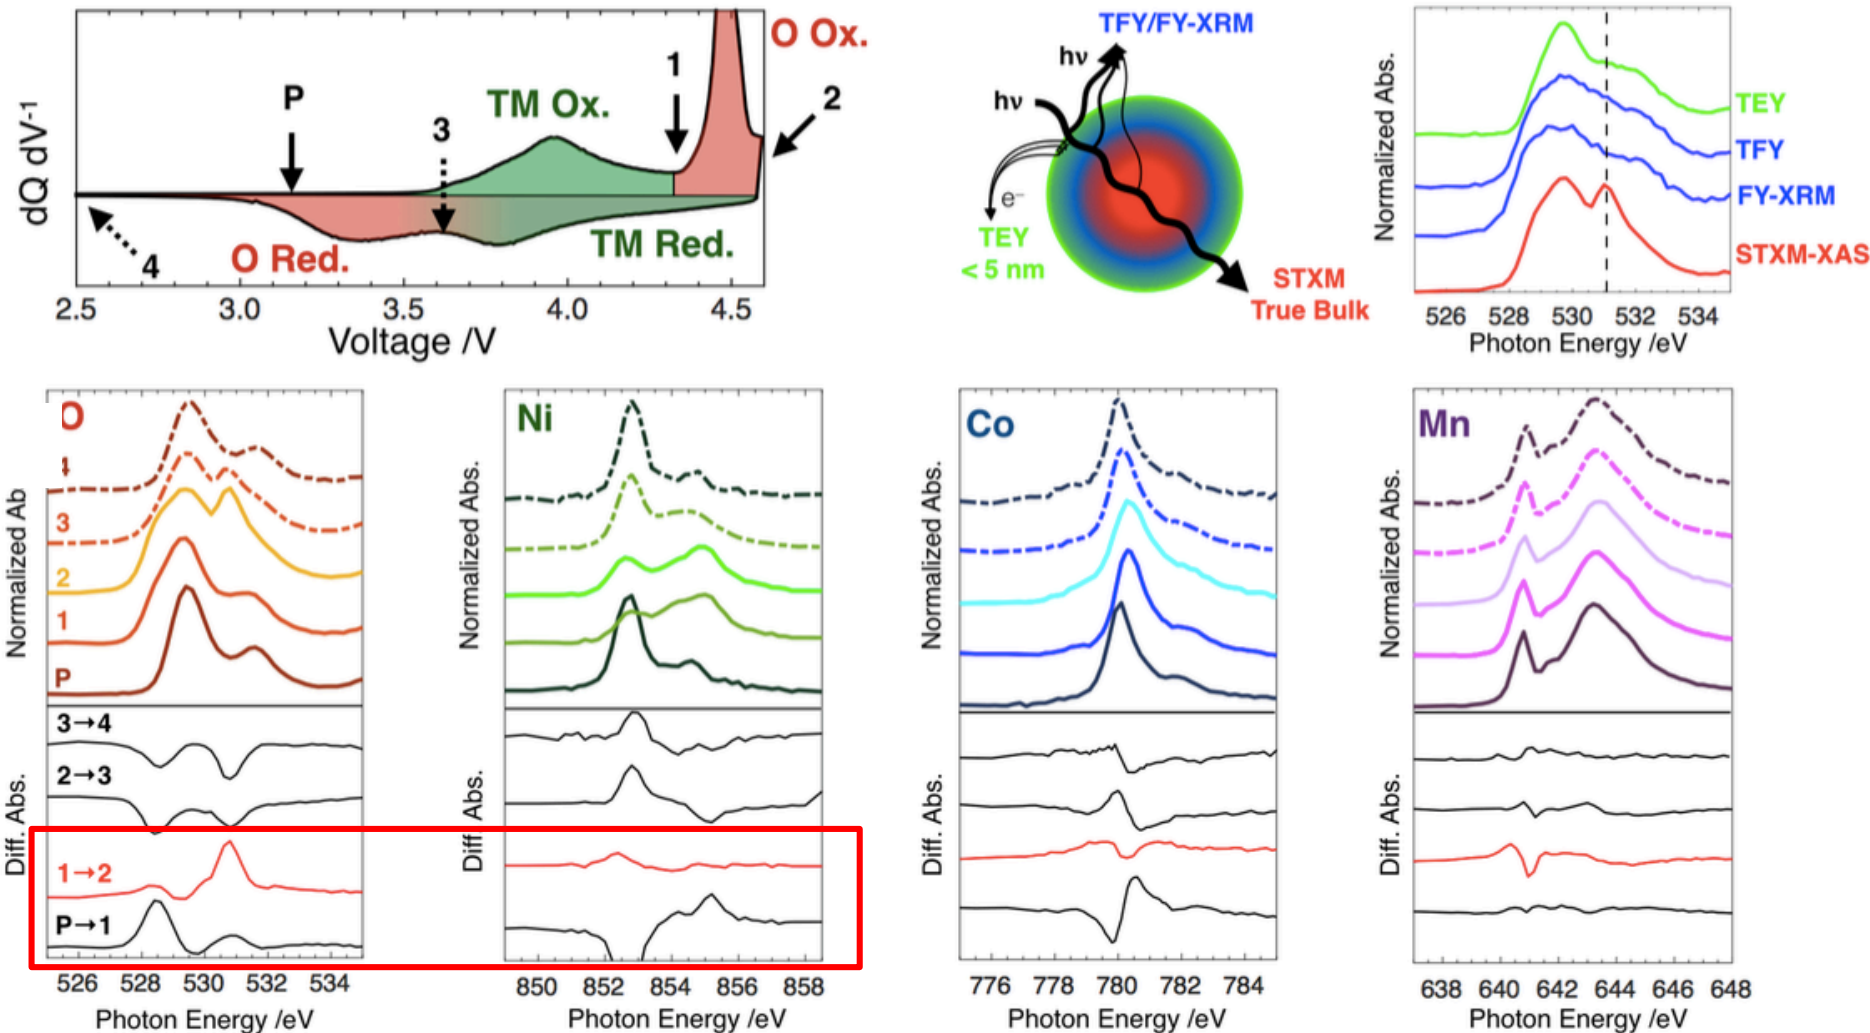 O Ox.
1
P
2
TM Ox.
3
dQ dV⁻¹
O Red.
TM Red.
4
2.5 3.0 3.5 4.0 4.5
Voltage /V
TFY/FY-XRM
hν
hν
e⁻
TEY
< 5 nm
STXM
True Bulk
Normalized Abs.
TEY
TFY
FY-XRM
STXM-XAS
526 528 530 532 534
Photon Energy /eV
O
4
3
2
1
P
Normalized Ab
3→4
2→3
1→2
P→1
Diff. Abs.
526 528 530 532 534
Photon Energy /eV
Ni
Normalized Abs.
Diff. Abs.
850 852 854 856 858
Photon Energy /eV
Co
Normalized Abs.
Diff. Abs.
776 778 780 782 784
Photon Energy /eV
Mn
Normalized Abs.
Diff. Abs.
638 640 642 644 646 648
Photon Energy /eV